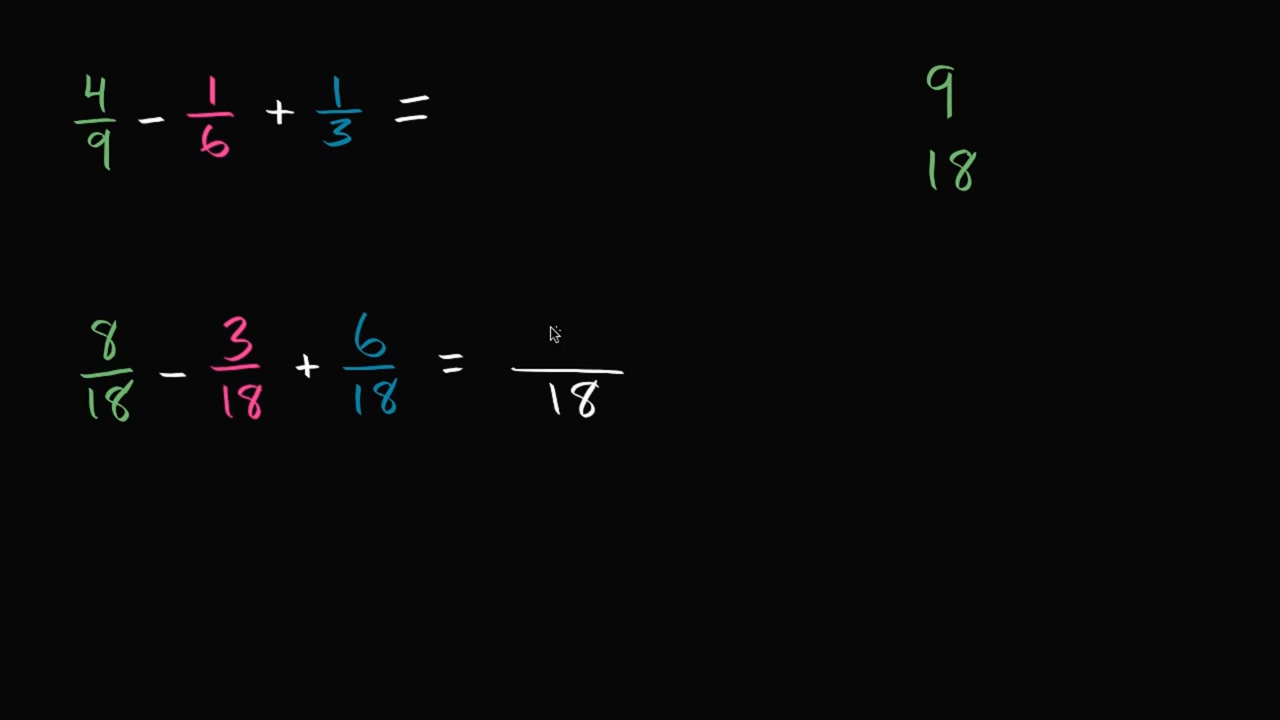 4/9 - 1/6 + 1/3 =
9
18
8/18 - 3/18 + 6/18 = /18